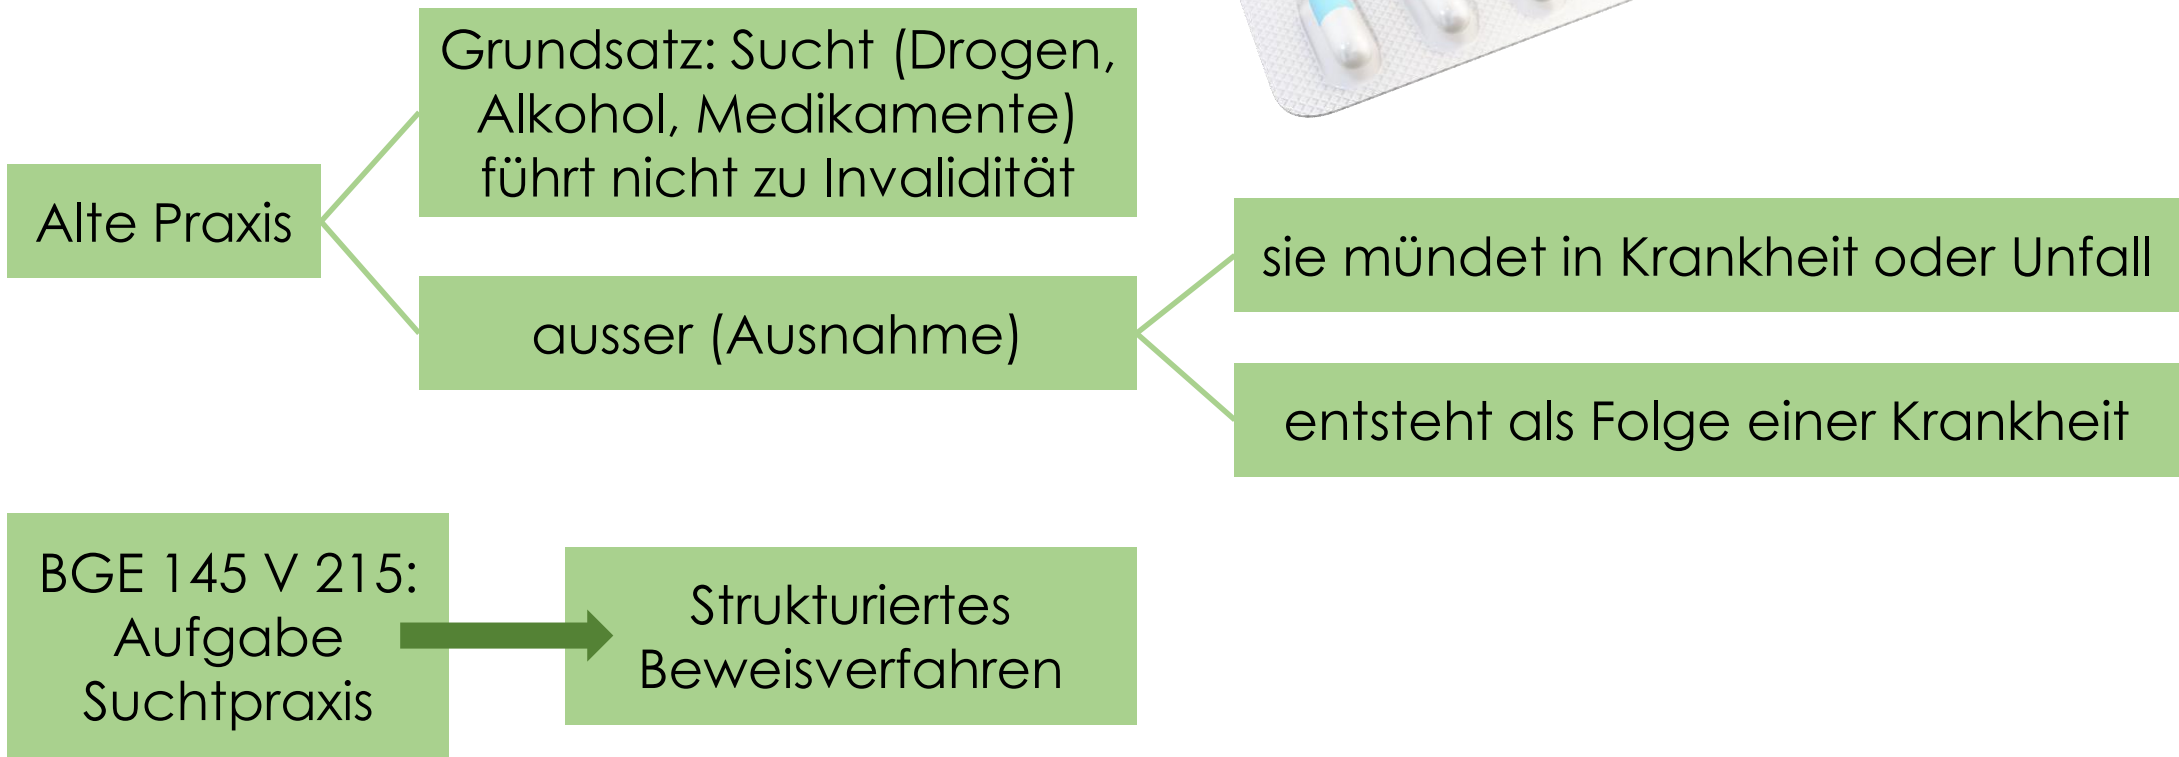 Grundsatz: Sucht (Drogen,
Alkohol, Medikamente)
führt nicht zu Invalidität
Alte Praxis
ausser (Ausnahme)
sie mündet in Krankheit oder Unfall
entsteht als Folge einer Krankheit
BGE 145 V 215:
Aufgabe
Suchtpraxis
Strukturiertes
Beweisverfahren